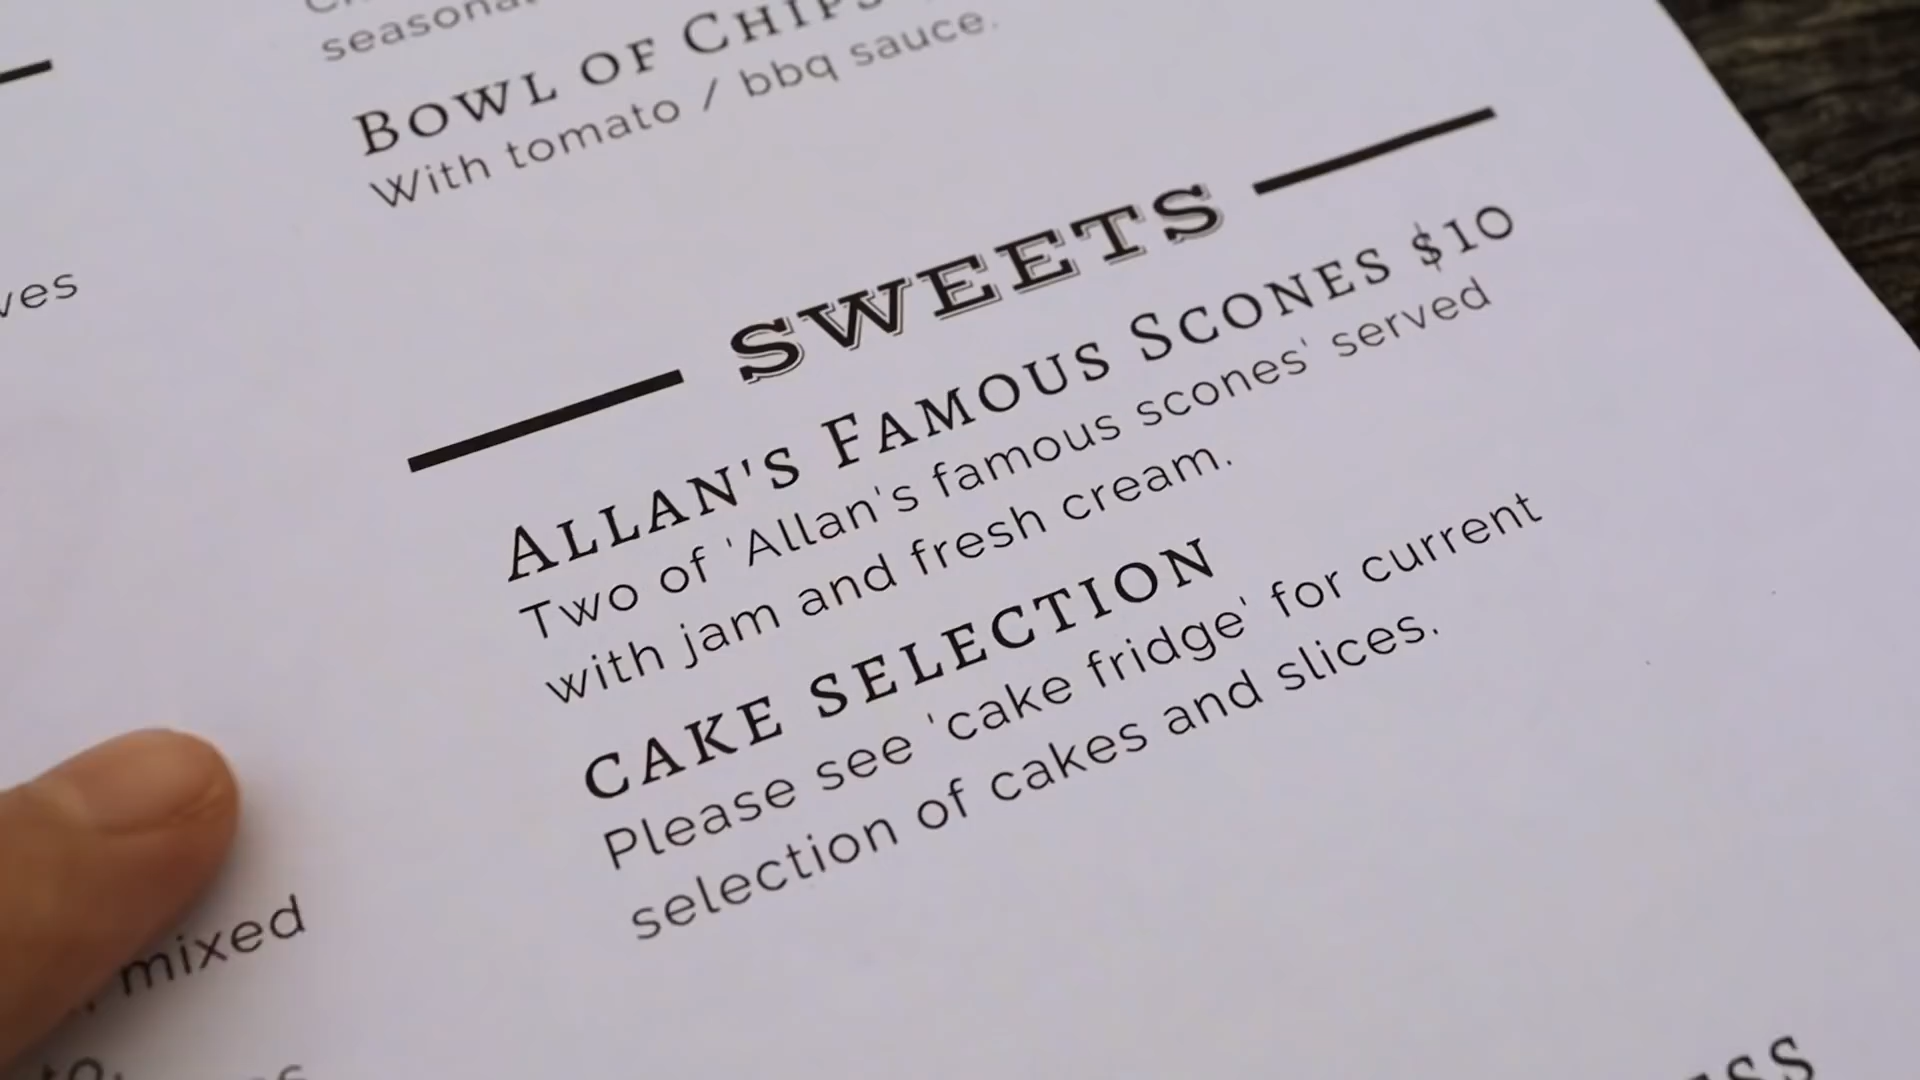 seasonal
BOWL OF CHIPS
With tomato / bbq sauce.
SWEETS
ALLAN'S FAMOUS SCONES $10
Two of 'Allan's famous scones' served
with jam and fresh cream.
CAKE SELECTION
Please see 'cake fridge' for current
selection of cakes and slices.
mixed